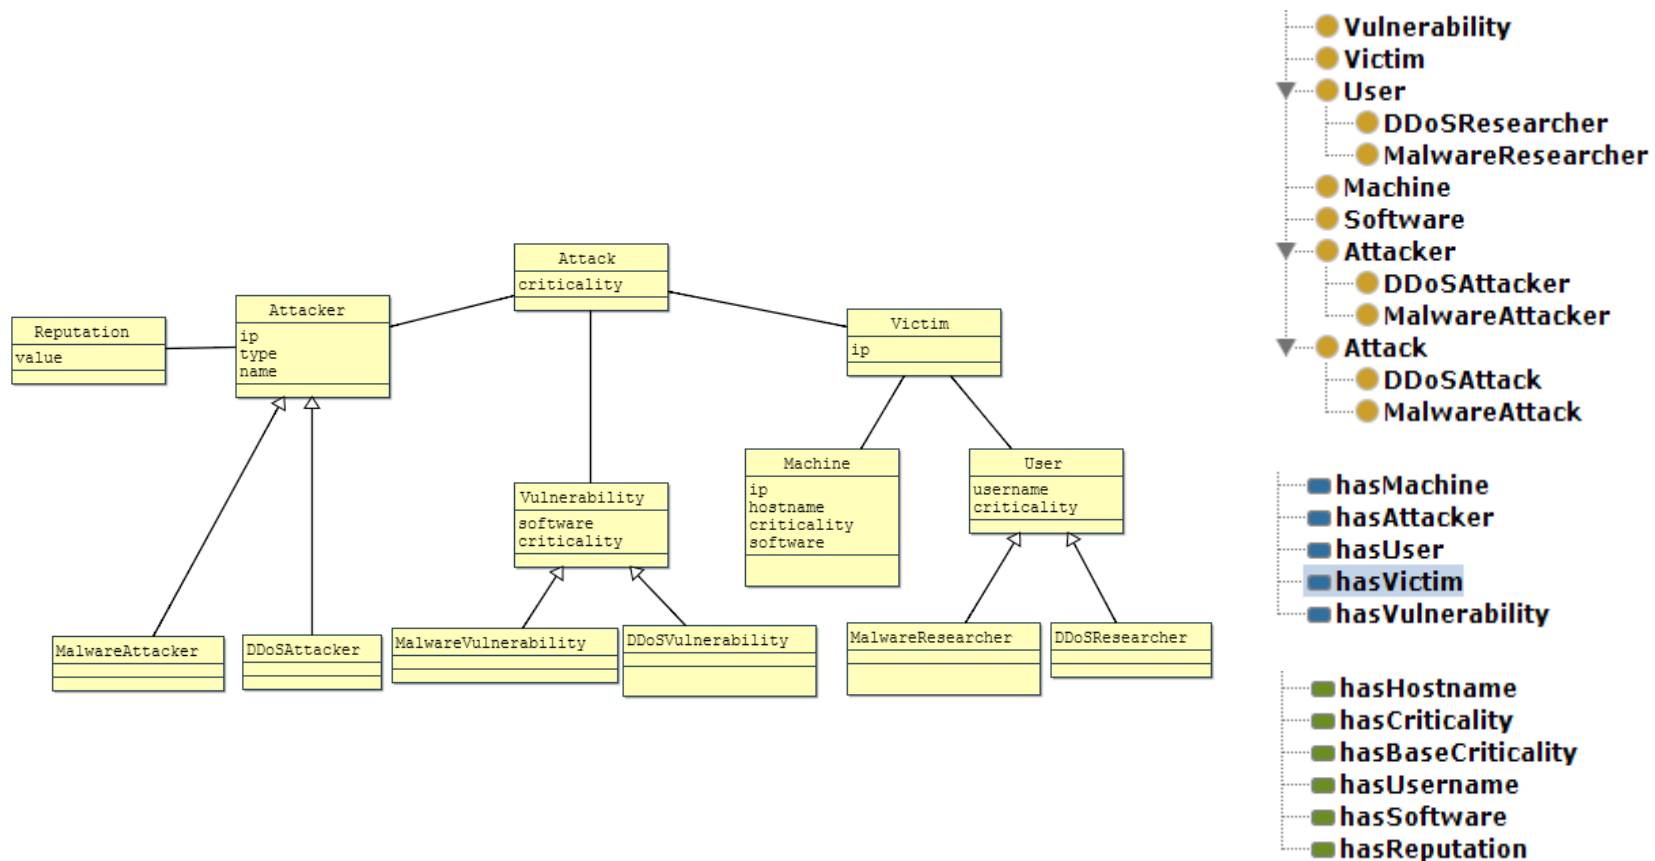 Attack
criticality
Attacker
ip
type
name
Reputation
value
Victim
ip
Machine
ip
hostname
criticality
software
User
username
criticality
Vulnerability
software
criticality
MalwareAttacker
DDoSAttacker
MalwareVulnerability
DDoSVulnerability
MalwareResearcher
DDoSResearcher
Vulnerability
Victim
User
DDoSResearcher
MalwareResearcher
Machine
Software
Attacker
DDoSAttacker
MalwareAttacker
Attack
DDoSAttack
MalwareAttack
hasMachine
hasAttacker
hasUser
hasVictim
hasVulnerability
hasHostname
hasCriticality
hasBaseCriticality
hasUsername
hasSoftware
hasReputation